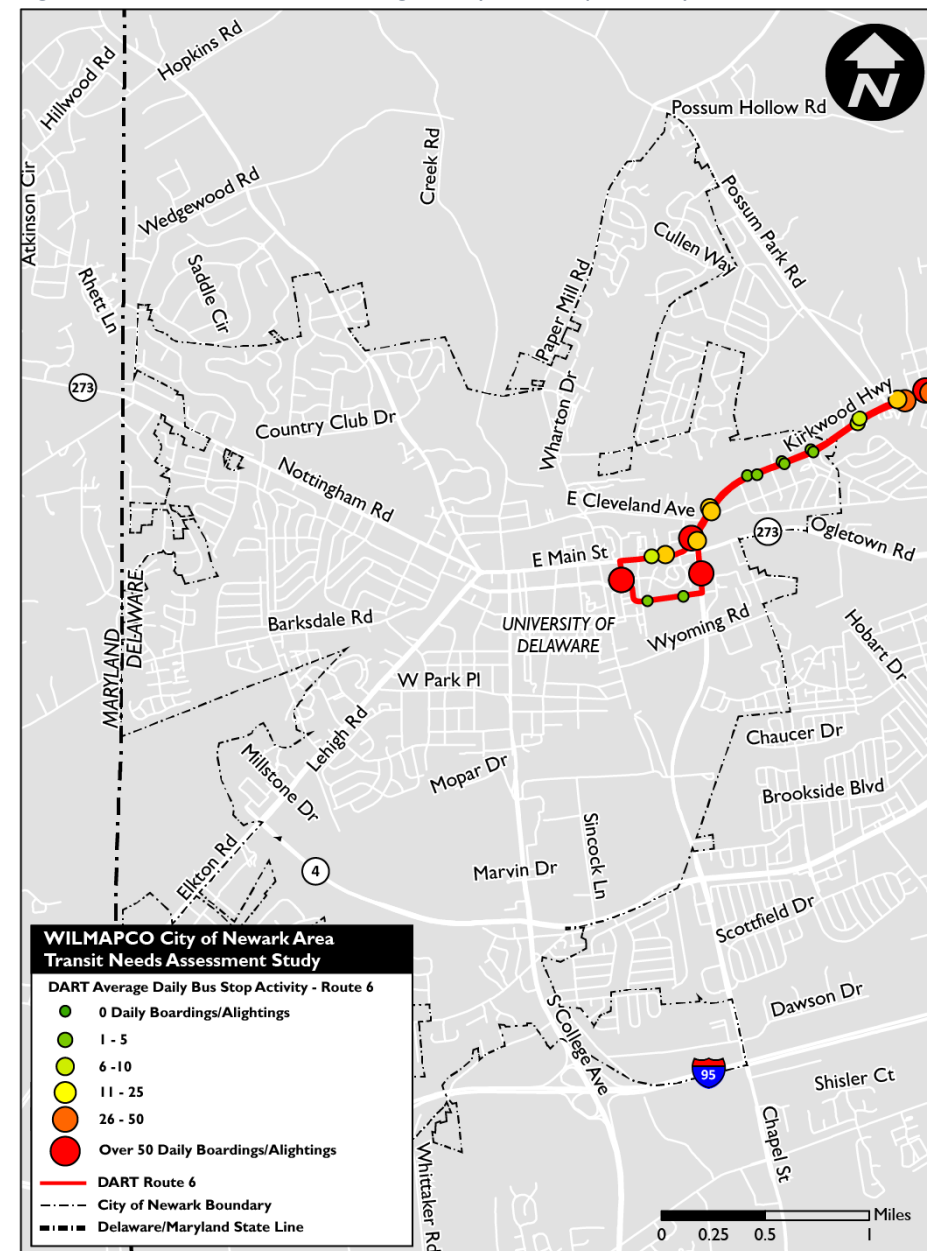 Hopkins Rd
Hillwood Rd
N
Possum Hollow Rd
Creek Rd
Atkinson Cir
Wedgewood Rd
Possum Park Rd
Cullen Way
Saddle Cir
Rhett Ln
Paper Mill Rd
273
Wharton Dr
Kirkwood Hwy
Country Club Dr
Nottingham Rd
E Cleveland Ave
273
Ogletown Rd
E Main St
MARYLAND
DELAWARE
Barksdale Rd
UNIVERSITY OF
DELAWARE
Wyoming Rd
Hobart Dr
W Park Pl
Lehigh Rd
Chaucer Dr
Millstone Dr
Mopar Dr
Brookside Blvd
Sincock Ln
Elkton Rd
4
Marvin Dr
Scottfield Dr
WILMAPCO City of Newark Area
Transit Needs Assessment Study
DART Average Daily Bus Stop Activity - Route 6
0 Daily Boardings/Alightings
1 - 5
6 -10
11 - 25
26 - 50
Over 50 Daily Boardings/Alightings
DART Route 6
City of Newark Boundary
Delaware/Maryland State Line
S College Ave
Dawson Dr
95
Shisler Ct
Chapel St
Whittaker Rd
Miles
0 0.25 0.5 1